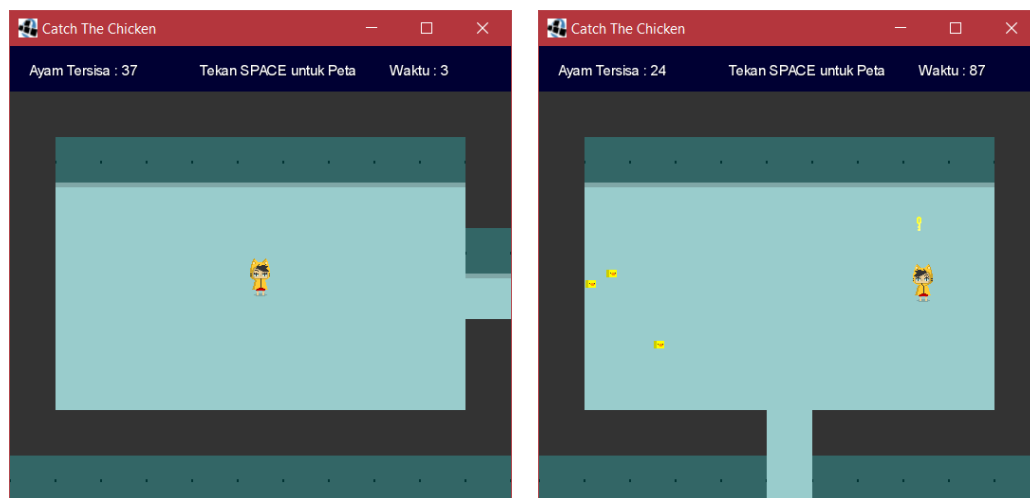 Catch The Chicken
Ayam Tersisa : 37 Tekan SPACE untuk Peta Waktu : 3
Catch The Chicken
Ayam Tersisa : 24 Tekan SPACE untuk Peta Waktu : 87